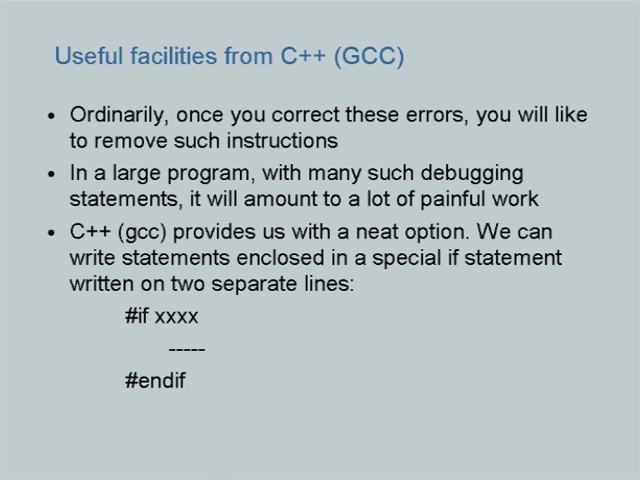 Useful facilities from C++ (GCC)
• Ordinarily, once you correct these errors, you will like
to remove such instructions
• In a large program, with many such debugging
statements, it will amount to a lot of painful work
• C++ (gcc) provides us with a neat option. We can
write statements enclosed in a special if statement
written on two separate lines:
#if xxxx
-----
#endif